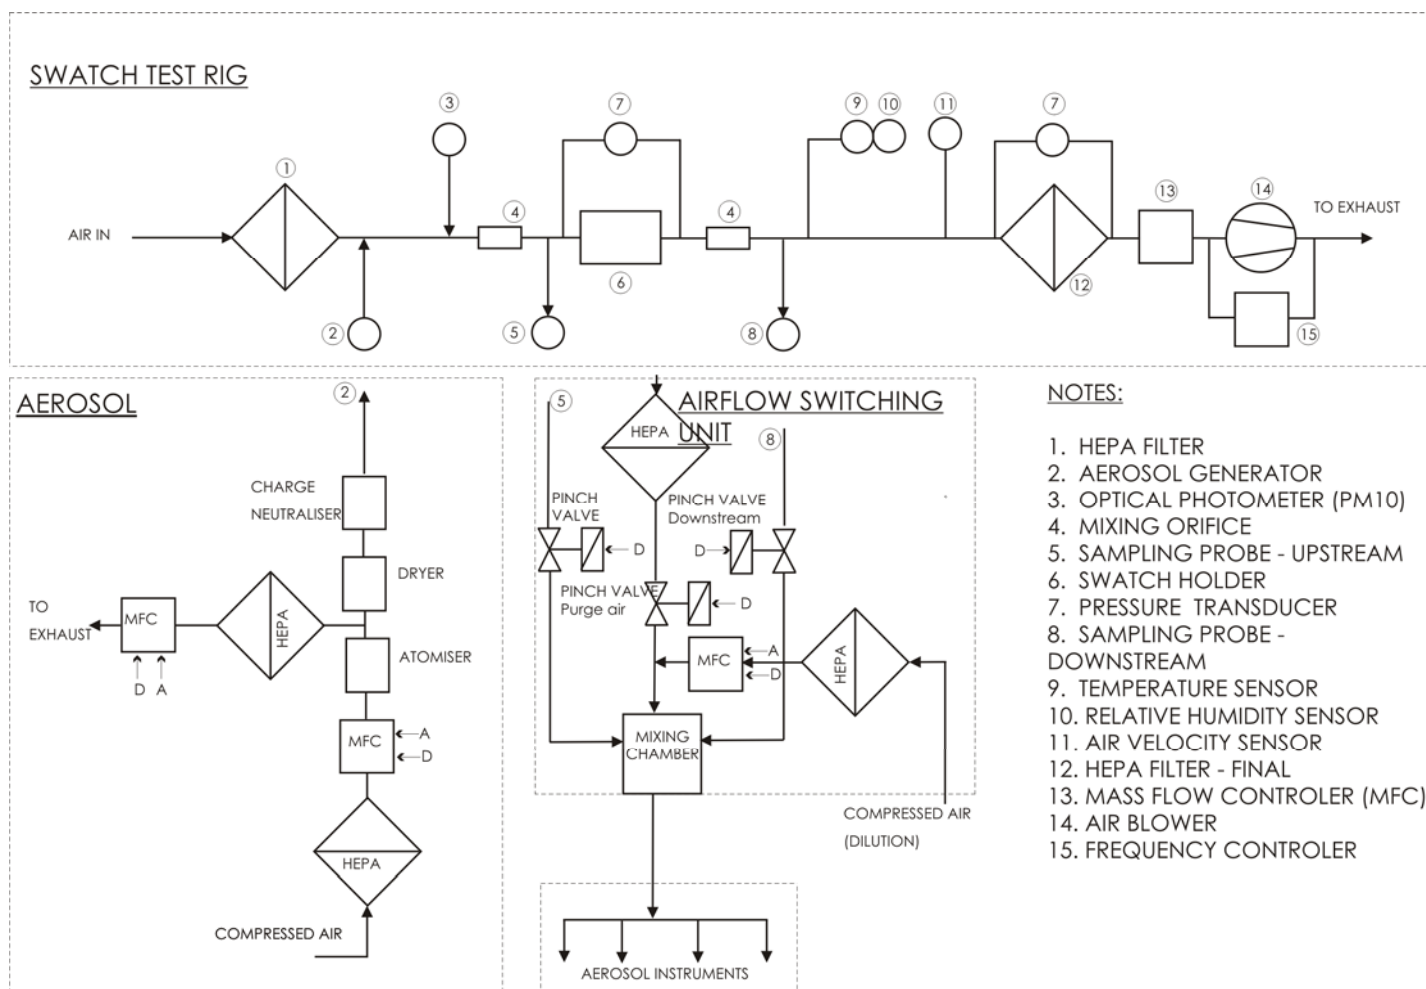 SWATCH TEST RIG
3
7
9
10
11
7
1
4
4
13
14
TO EXHAUST
AIR IN
6
12
2
5
8
15
AEROSOL
2
CHARGE
NEUTRALISER
DRYER
TO
EXHAUST
MFC
HEPA
D A
ATOMISER
MFC
A
D
HEPA
COMPRESSED AIR
5
AIRFLOW SWITCHING
UNIT
HEPA
8
PINCH
VALVE
D
PINCH VALVE
Downstream
D
PINCH VALVE
Purge air
D
MFC
A
D
HEPA
MIXING
CHAMBER
COMPRESSED AIR
(DILUTION)
AEROSOL INSTRUMENTS
NOTES:
1. HEPA FILTER
2. AEROSOL GENERATOR
3. OPTICAL PHOTOMETER (PM10)
4. MIXING ORIFICE
5. SAMPLING PROBE - UPSTREAM
6. SWATCH HOLDER
7. PRESSURE TRANSDUCER
8. SAMPLING PROBE -
DOWNSTREAM
9. TEMPERATURE SENSOR
10. RELATIVE HUMIDITY SENSOR
11. AIR VELOCITY SENSOR
12. HEPA FILTER - FINAL
13. MASS FLOW CONTROLER (MFC)
14. AIR BLOWER
15. FREQUENCY CONTROLER